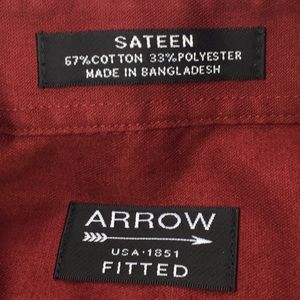 SATEEN
67%COTTON 33%POLYESTER
MADE IN BANGLADESH
ARROW
USA·1851
FITTED